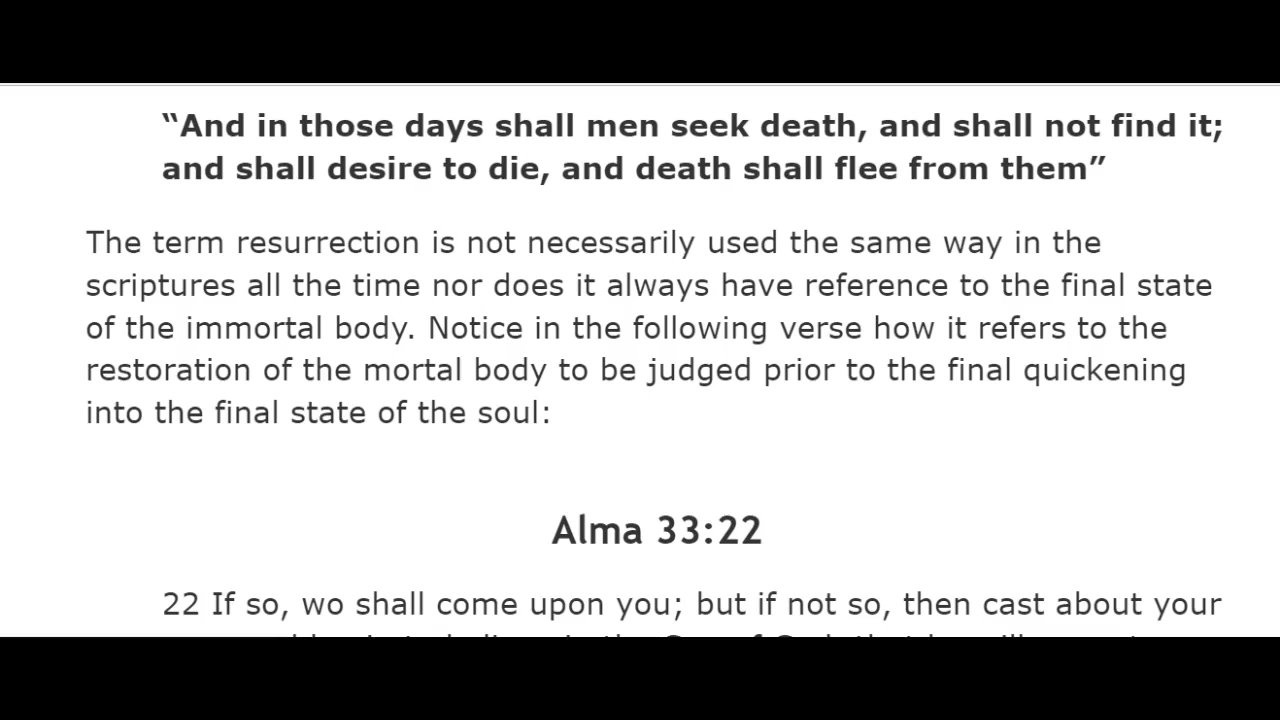 “And in those days shall men seek death, and shall not find it;
and shall desire to die, and death shall flee from them”
The term resurrection is not necessarily used the same way in the
scriptures all the time nor does it always have reference to the final state
of the immortal body. Notice in the following verse how it refers to the
restoration of the mortal body to be judged prior to the final quickening
into the final state of the soul:
Alma 33:22
22 If so, wo shall come upon you; but if not so, then cast about your